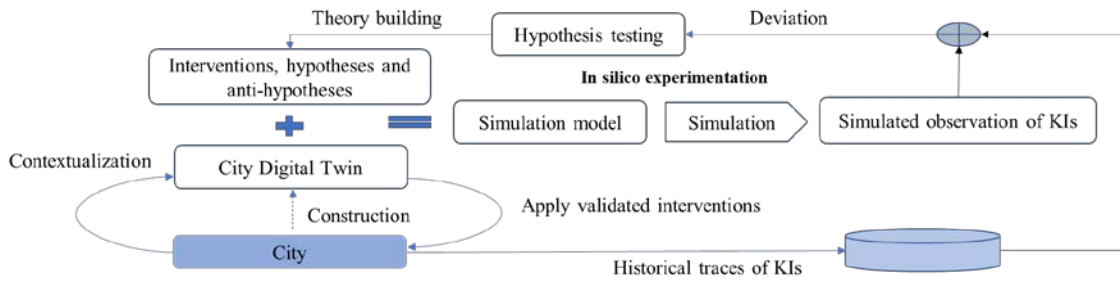 Theory building
Hypothesis testing
Deviation
Interventions, hypotheses and
anti-hypotheses
In silico experimentation
Simulation model
Simulation
Simulated observation of KIs
Contextualization
City Digital Twin
Construction
Apply validated interventions
City
Historical traces of KIs